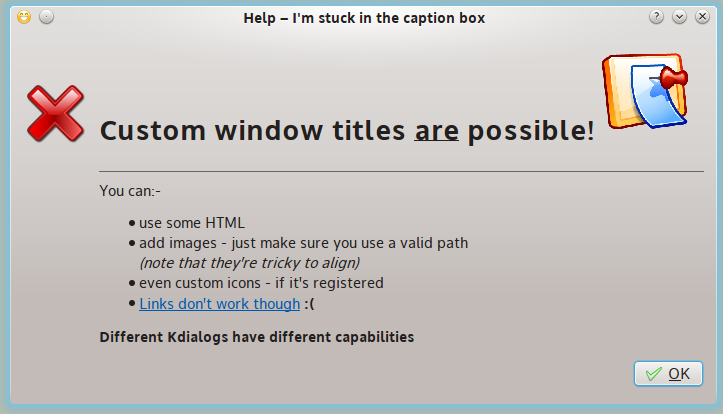 Help – I'm stuck in the caption box
Custom window titles are possible!
You can:-
• use some HTML
• add images - just make sure you use a valid path
(note that they're tricky to align)
• even custom icons - if it's registered
• Links don't work though :(
Different Kdialogs have different capabilities
OK